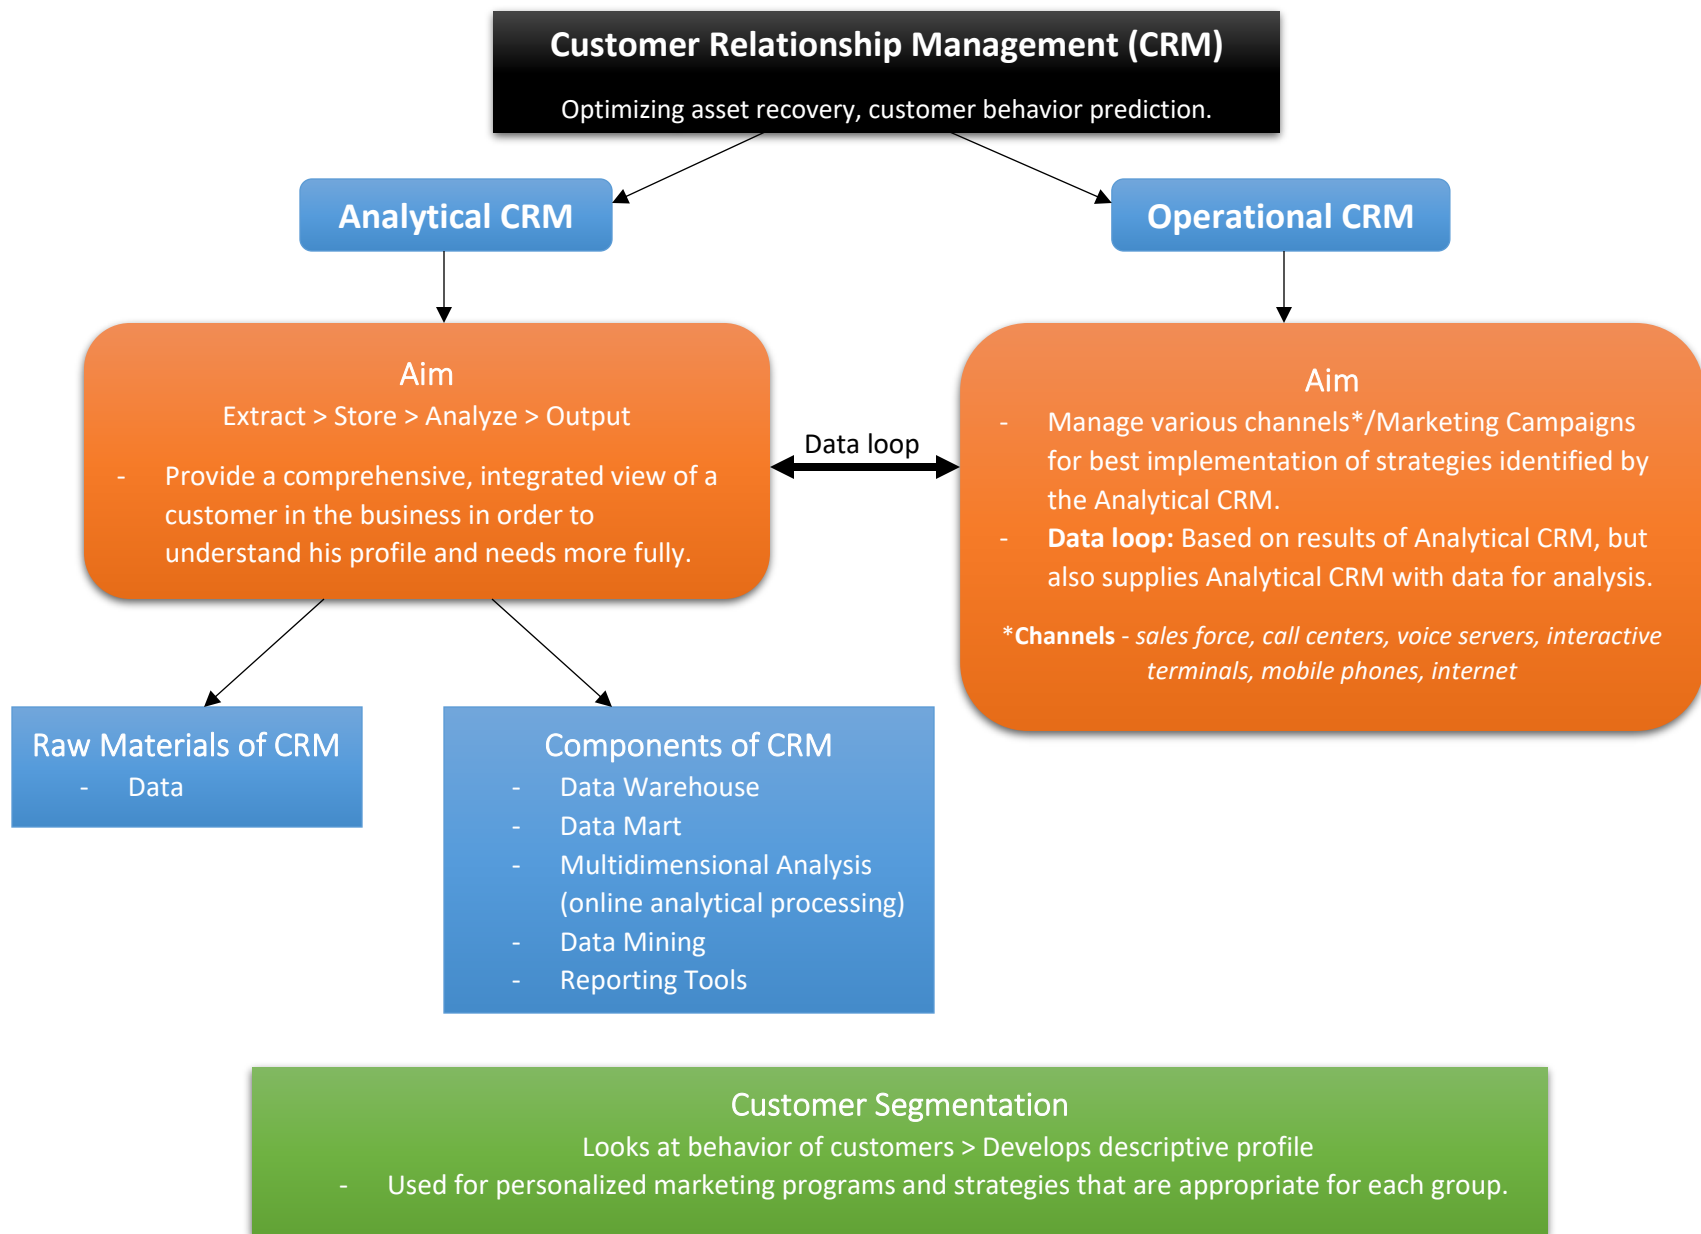 Customer Relationship Management (CRM)
Optimizing asset recovery, customer behavior prediction.
Analytical CRM
Operational CRM
Aim
Extract > Store > Analyze > Output
- Provide a comprehensive, integrated view of a
customer in the business in order to
understand his profile and needs more fully.
Data loop
Aim
- Manage various channels*/Marketing Campaigns
for best implementation of strategies identified by
the Analytical CRM.
- Data loop: Based on results of Analytical CRM, but
also supplies Analytical CRM with data for analysis.
*Channels - sales force, call centers, voice servers, interactive
terminals, mobile phones, internet
Raw Materials of CRM
- Data
Components of CRM
- Data Warehouse
- Data Mart
- Multidimensional Analysis
(online analytical processing)
- Data Mining
- Reporting Tools
Customer Segmentation
Looks at behavior of customers > Develops descriptive profile
- Used for personalized marketing programs and strategies that are appropriate for each group.